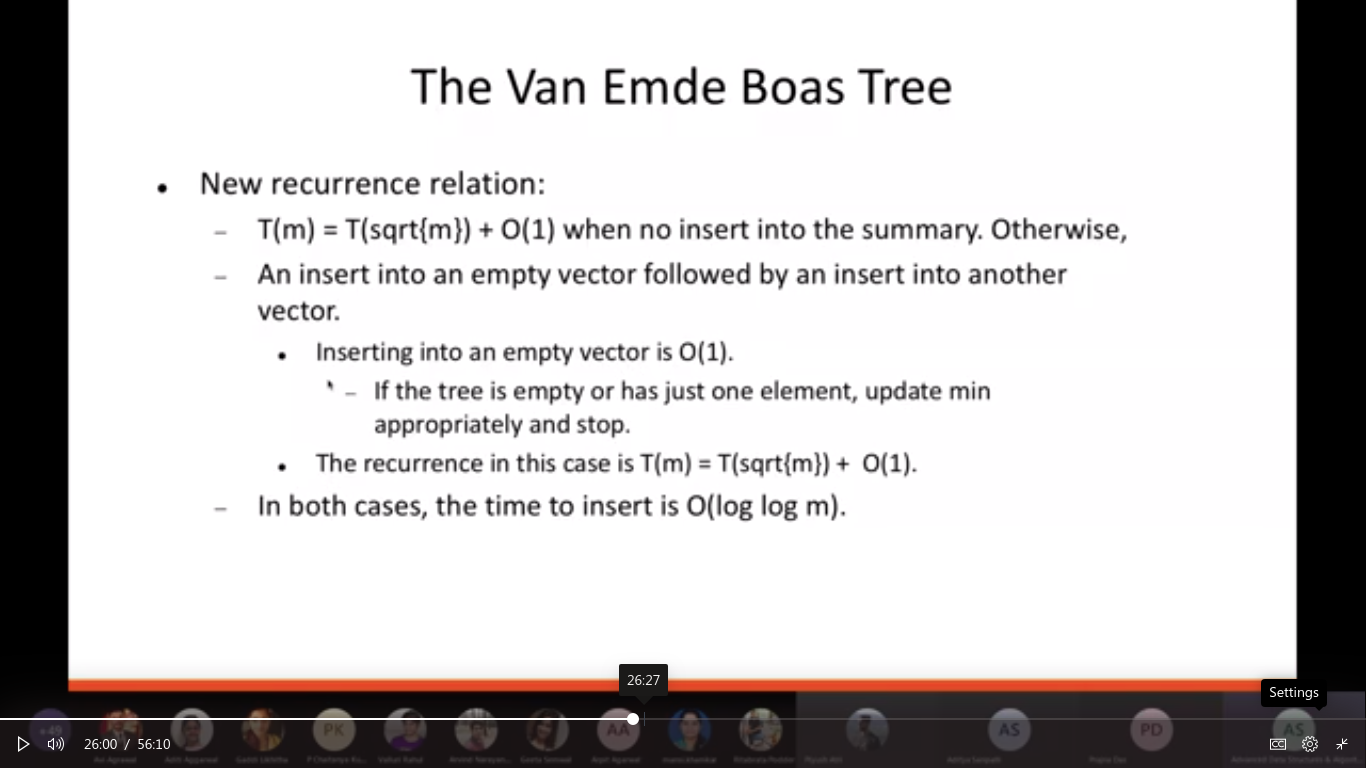 The Van Emde Boas Tree
• New recurrence relation:
– T(m) = T(sqrt{m}) + O(1) when no insert into the summary. Otherwise,
– An insert into an empty vector followed by an insert into another
vector.
• Inserting into an empty vector is O(1).
– If the tree is empty or has just one element, update min
appropriately and stop.
• The recurrence in this case is T(m) = T(sqrt{m}) + O(1).
– In both cases, the time to insert is O(log log m).
26:27
Settings
+49
PK
AA
AS
PD
AS
26:00 / 56:10
CC